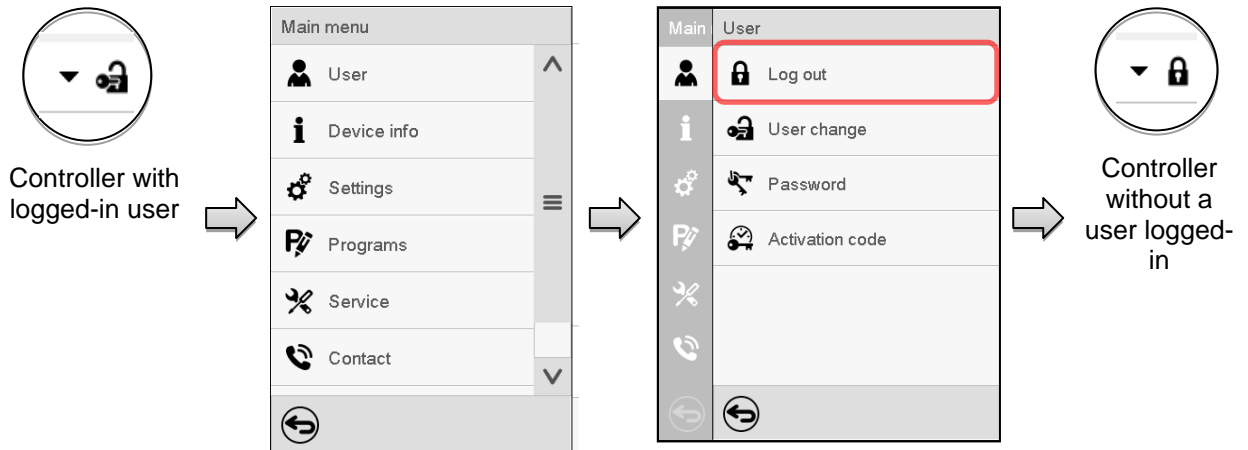 Controller with
logged-in user
Main menu
User
Device info
Settings
Programs
Service
Contact
Main
User
Log out
User change
Password
Activation code
Controller
without a
user logged-
in